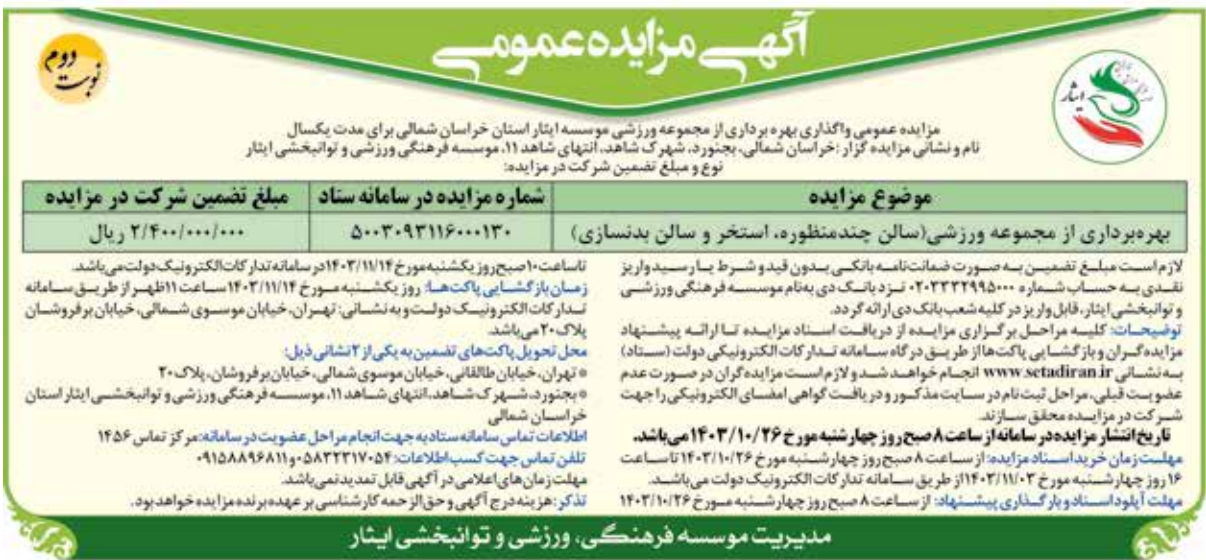 آگهی مزایده عمومی
نوبت دوم
ایثار
مزایده عمومی واگذاری بهره برداری از مجموعه ورزشی موسسه ایثار استان خراسان شمالی برای مدت یکسال
نام و نشانی مزایده گزار :خراسان شمالی، بجنورد، شهرک شاهد، انتهای شاهد ۱۱، موسسه فرهنگی ورزشی و توانبخشی ایثار
نوع و مبلغ تضمین شرکت در مزایده:
موضوع مزایده شماره مزایده در سامانه ستاد مبلغ تضمین شرکت در مزایده
بهره‌برداری از مجموعه ورزشی(سالن چندمنظوره، استخر و سالن بدنسازی) ۵۰۰۳۰۹۳۱۱۶۰۰۰۱۳۰ ۲/۴۰۰/۰۰۰/۰۰۰ ریال
لازم است مبلغ تضمین به صورت ضمانت‌نامه بانکی بدون قید و شرط یا رسید واریز
نقدی به حساب شماره ۰۲۰۳۳۳۲۹۹۵۰۰۰ نزد بانک دی به‌نام موسسه فرهنگی ورزشی
و توانبخشی ایثار، قابل واریز در کلیه شعب بانک دی ارائه گردد.
توضیحات: کلیه مراحل برگزاری مزایده از دریافت اسناد مزایده تا ارائه پیشنهاد
مزایده‌گران و بازگشایی پاکت‌ها از طریق درگاه سامانه تدارکات الکترونیکی دولت (ستاد)
به نشانی www.setadiran.ir انجام خواهد شد و لازم است مزایده گران در صورت عدم
عضویت قبلی، مراحل ثبت‌نام در سایت مذکور و دریافت گواهی امضای الکترونیکی را جهت
شرکت در مزایده محقق سازند.
تاریخ انتشار مزایده در سامانه از ساعت ۸ صبح روز چهارشنبه مورخ ۱۴۰۳/۱۰/۲۶ می‌باشد.
مهلت زمان خرید اسناد مزایده: از ساعت ۸ صبح روز چهارشنبه مورخ ۱۴۰۳/۱۰/۲۶ تا ساعت
۱۶ روز چهارشنبه مورخ ۱۴۰۳/۱۱/۰۳ از طریق سامانه تدارکات الکترونیک دولت می‌باشد.
مهلت آپلود اسناد و بارگذاری پیشنهاد: از ساعت ۸ صبح روز چهارشنبه مورخ ۱۴۰۳/۱۰/۲۶
تا ساعت ۱۰ صبح روز یکشنبه مورخ ۱۴۰۳/۱۱/۱۴ در سامانه تدارکات الکترونیک دولت می‌باشد.
زمان بازگشایی پاکت‌ها: روز یکشنبه مورخ ۱۴۰۳/۱۱/۱۴ ساعت ۱۱ ظهر از طریق سامانه
تدارکات الکترونیک دولت و به نشانی: تهران، خیابان موسوی شمالی، خیابان برفروشان
پلاک ۲۰ می‌باشد.
محل تحویل پاکت‌های تضمین به یکی از ۲ نشانی ذیل:
* تهران، خیابان طالقانی، خیابان موسوی شمالی، خیابان برفروشان، پلاک ۲۰
* بجنورد، شهرک شاهد، انتهای شاهد ۱۱، موسسه فرهنگی ورزشی و توانبخشی ایثار استان
خراسان شمالی
اطلاعات تماس سامانه ستاد به جهت انجام مراحل عضویت در سامانه: مرکز تماس ۱۴۵۶
تلفن تماس جهت کسب اطلاعات: ۰۵۸۳۲۳۱۷۰۵۴ و ۰۹۱۵۸۸۹۶۸۱۱
مهلت زمان‌های اعلامی در آگهی قابل تمدید نمی‌باشد.
تذکر: هزینه درج آگهی و حق الزحمه کارشناسی بر عهده برنده مزایده خواهد بود.
مدیریت موسسه فرهنگی، ورزشی و توانبخشی ایثار